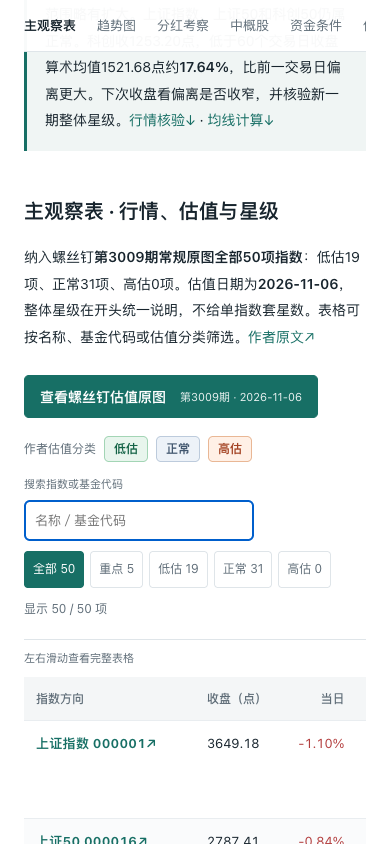 主观察表 趋势图 分红考察 中概股 资金条件
算术均值1521.68点约17.64%，比前一交易日偏
离更大。下次收盘看偏离是否收窄，并核验新一
期整体星级。行情核验↓ · 均线计算↓
主观察表 · 行情、估值与星级
纳入螺丝钉第3009期常规原图全部50项指数：低估19
项、正常31项、高估0项。估值日期为2026-11-06，
整体星级在开头统一说明，不给单指数套星数。表格可
按名称、基金代码或估值分类筛选。作者原文↗
查看螺丝钉估值原图 第3009期 · 2026-11-06
作者估值分类 低估 正常 高估
搜索指数或基金代码
名称 / 基金代码
全部 50 重点 5 低估 19 正常 31 高估 0
显示 50 / 50 项
左右滑动查看完整表格
指数方向 收盘（点） 当日
上证指数 000001↗ 3649.18 -1.10%
上证50 000016↗ 2787.41 -0.84%